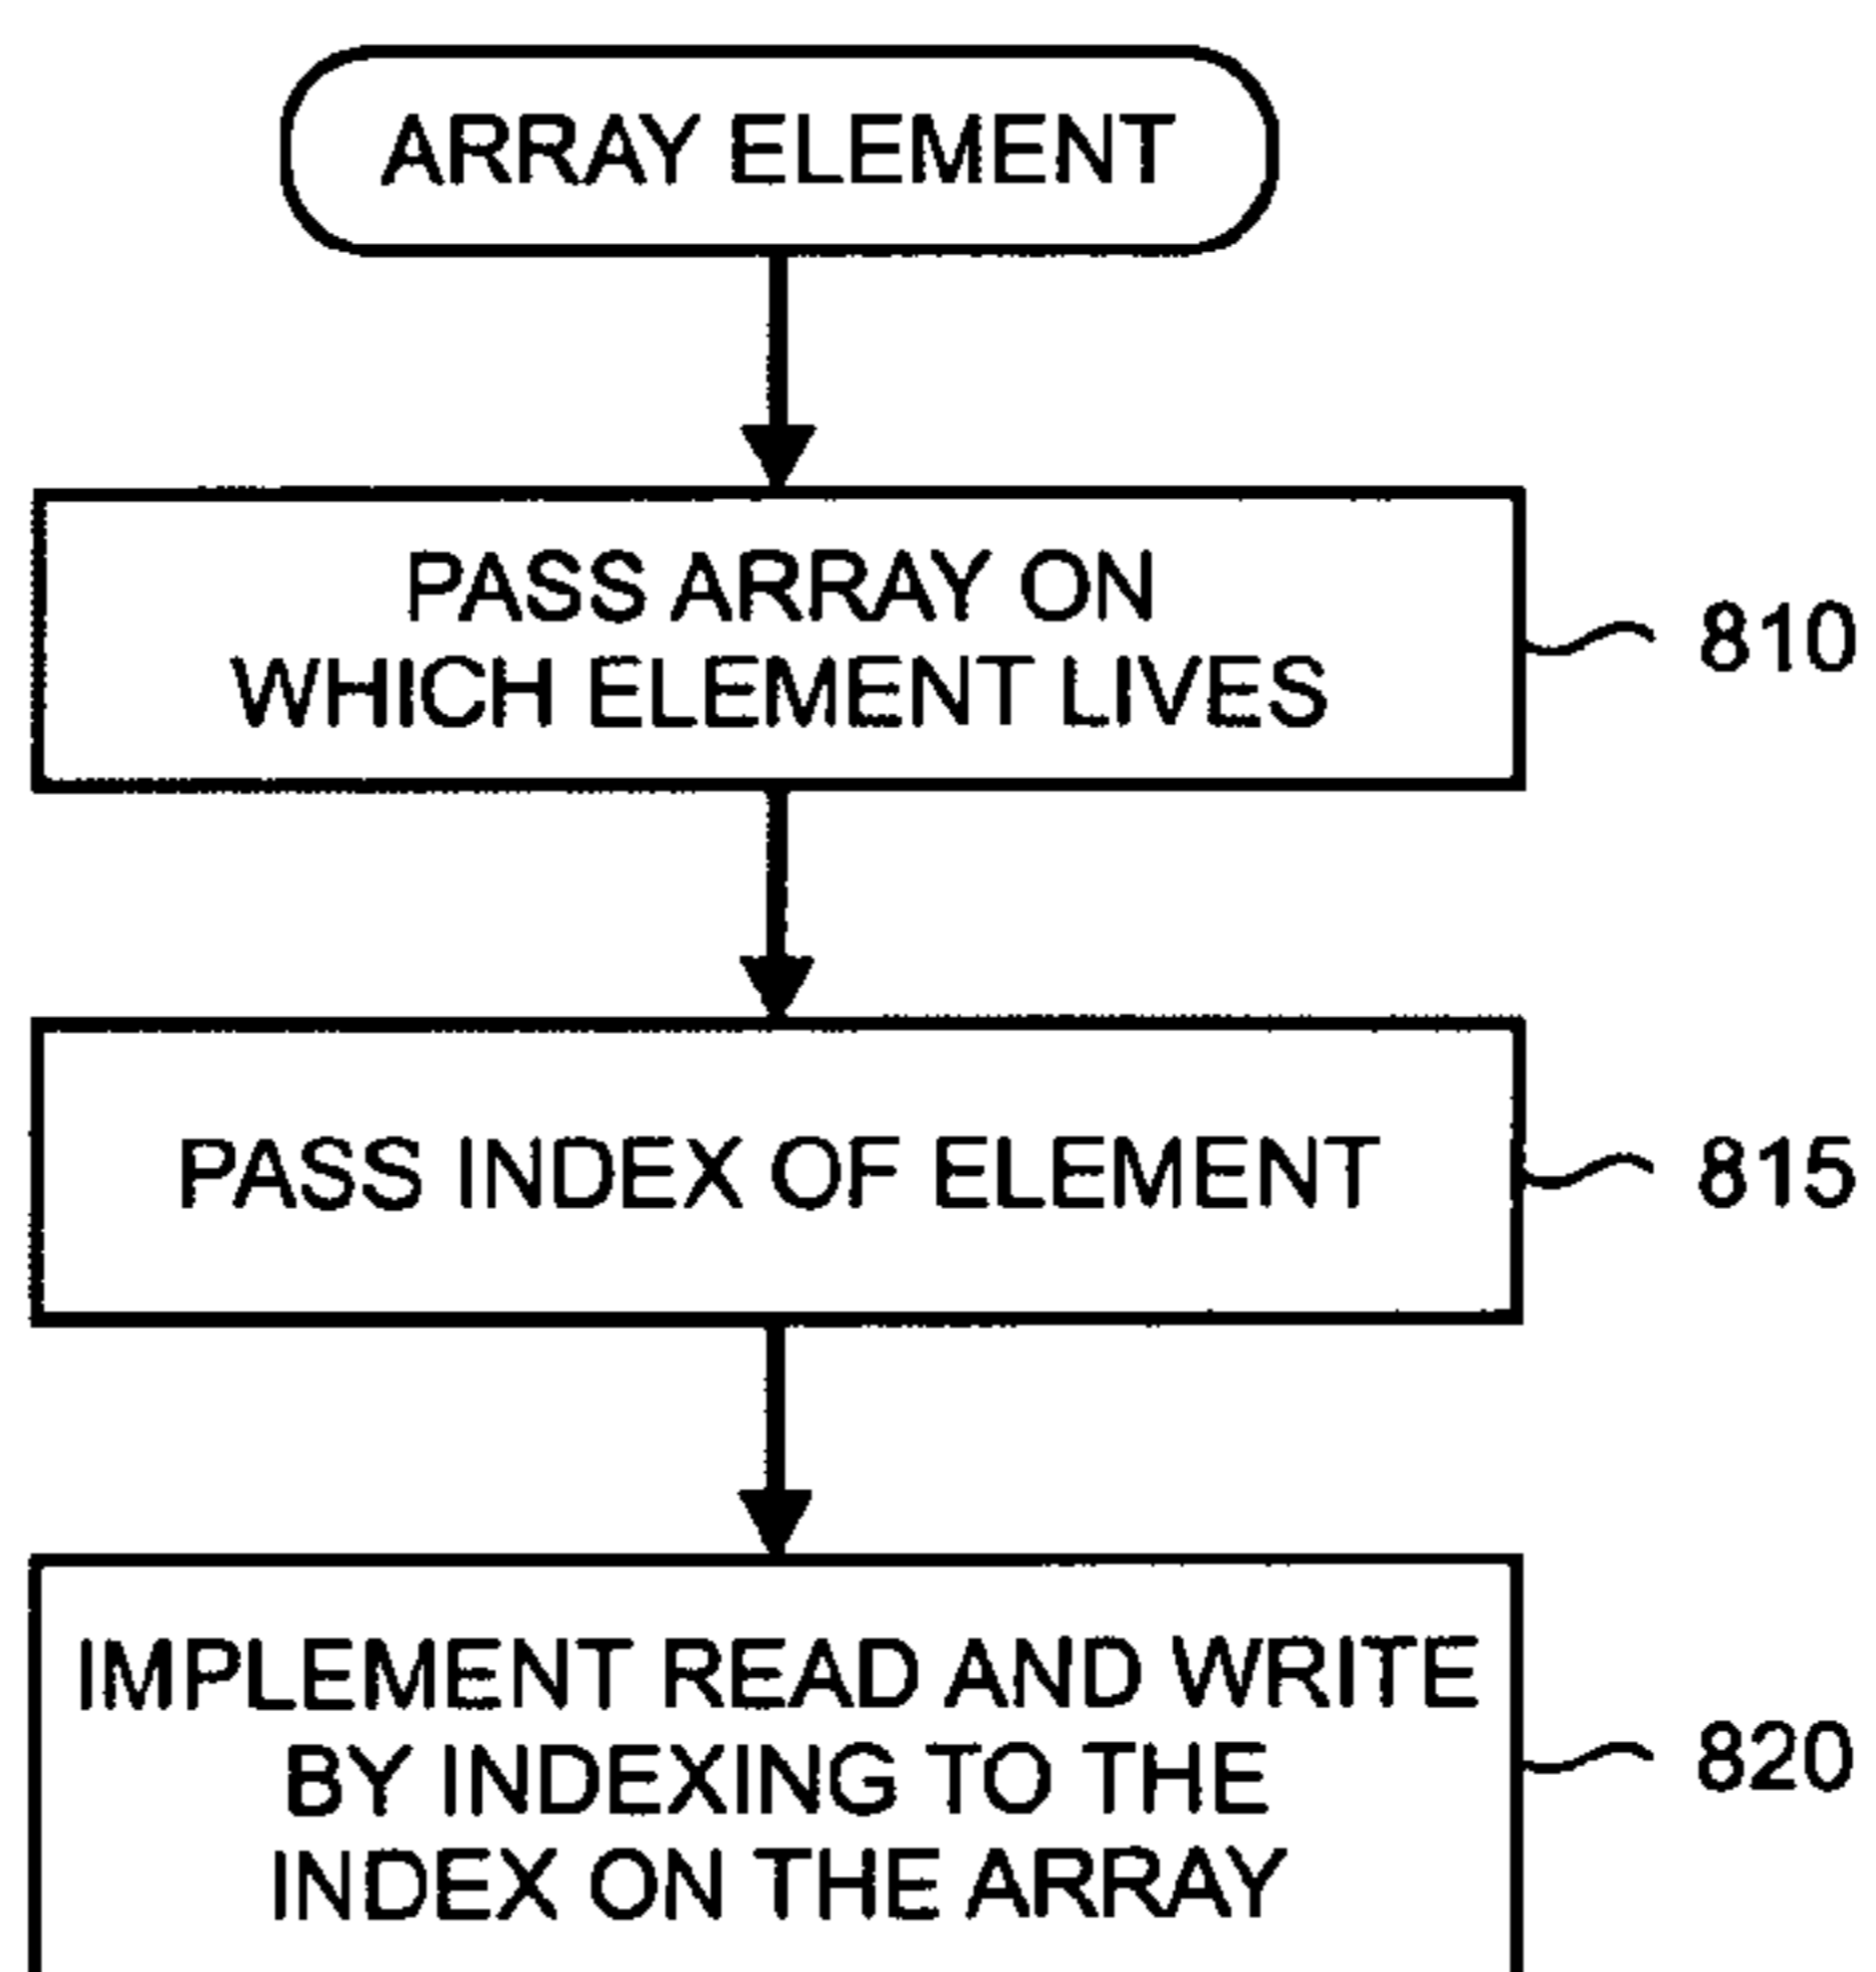 ARRAY ELEMENT
PASS ARRAY ON
WHICH ELEMENT LIVES
810
PASS INDEX OF ELEMENT
815
IMPLEMENT READ AND WRITE
BY INDEXING TO THE
INDEX ON THE ARRAY
820